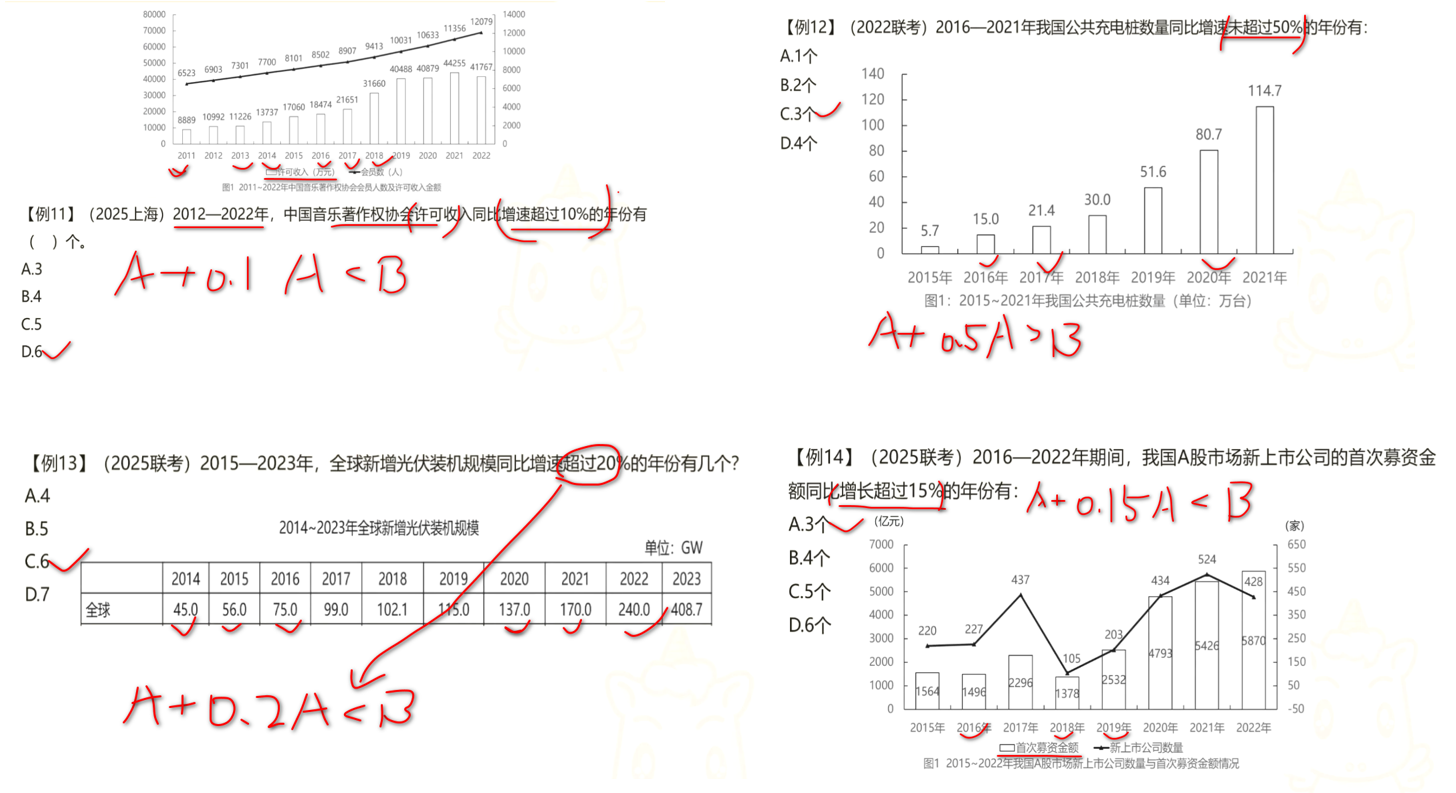 80000
70000
60000
50000
40000
30000
20000
10000
0
14000
12000
10000
8000
6000
4000
2000
0
6523 6903 7301 7700 8101 8502 8907 9413 10031 10633 11356 12079
8889 10992 11226 13737 17060 18474 21651 31660 40488 40879 44255 41767
2011 2012 2013 2014 2015 2016 2017 2018 2019 2020 2021 2022
许可收入（万元） 会员数（人）
图1 2011~2022年中国音乐著作权协会会员人数及许可收入金额
【例11】（2025上海）2012—2022年，中国音乐著作权协会许可收入同比增速超过10%的年份有
（ ）个。
A.3
B.4
C.5
D.6
A+0.1 A<B
【例12】（2022联考）2016—2021年我国公共充电桩数量同比增速未超过50%的年份有：
A.1个
B.2个
C.3个
D.4个
140
120
100
80
60
40
20
0
5.7 15.0 21.4 30.0 51.6 80.7 114.7
2015年 2016年 2017年 2018年 2019年 2020年 2021年
图1：2015~2021年我国公共充电桩数量（单位：万台）
A+0.5A>B
【例13】（2025联考）2015—2023年，全球新增光伏装机规模同比增速超过20%的年份有几个？
A.4
B.5
C.6
D.7
2014~2023年全球新增光伏装机规模
单位：GW
2014 2015 2016 2017 2018 2019 2020 2021 2022 2023
全球 45.0 56.0 75.0 99.0 102.1 115.0 137.0 170.0 240.0 408.7
A+0.2A<B
【例14】（2025联考）2016—2022年期间，我国A股市场新上市公司的首次募资金
额同比增长超过15%的年份有：
A+0.15A<B
A.3个
B.4个
C.5个
D.6个
（亿元）
（家）
7000
6000
5000
4000
3000
2000
1000
0
650
550
450
350
250
150
50
-50
220 227 437 105 203 434 524 428
1564 1496 2296 1378 2532 4793 5426 5870
2015年 2016年 2017年 2018年 2019年 2020年 2021年 2022年
首次募资金额 新上市公司数量
图1 2015~2022年我国A股市场新上市公司数量与首次募资金额情况